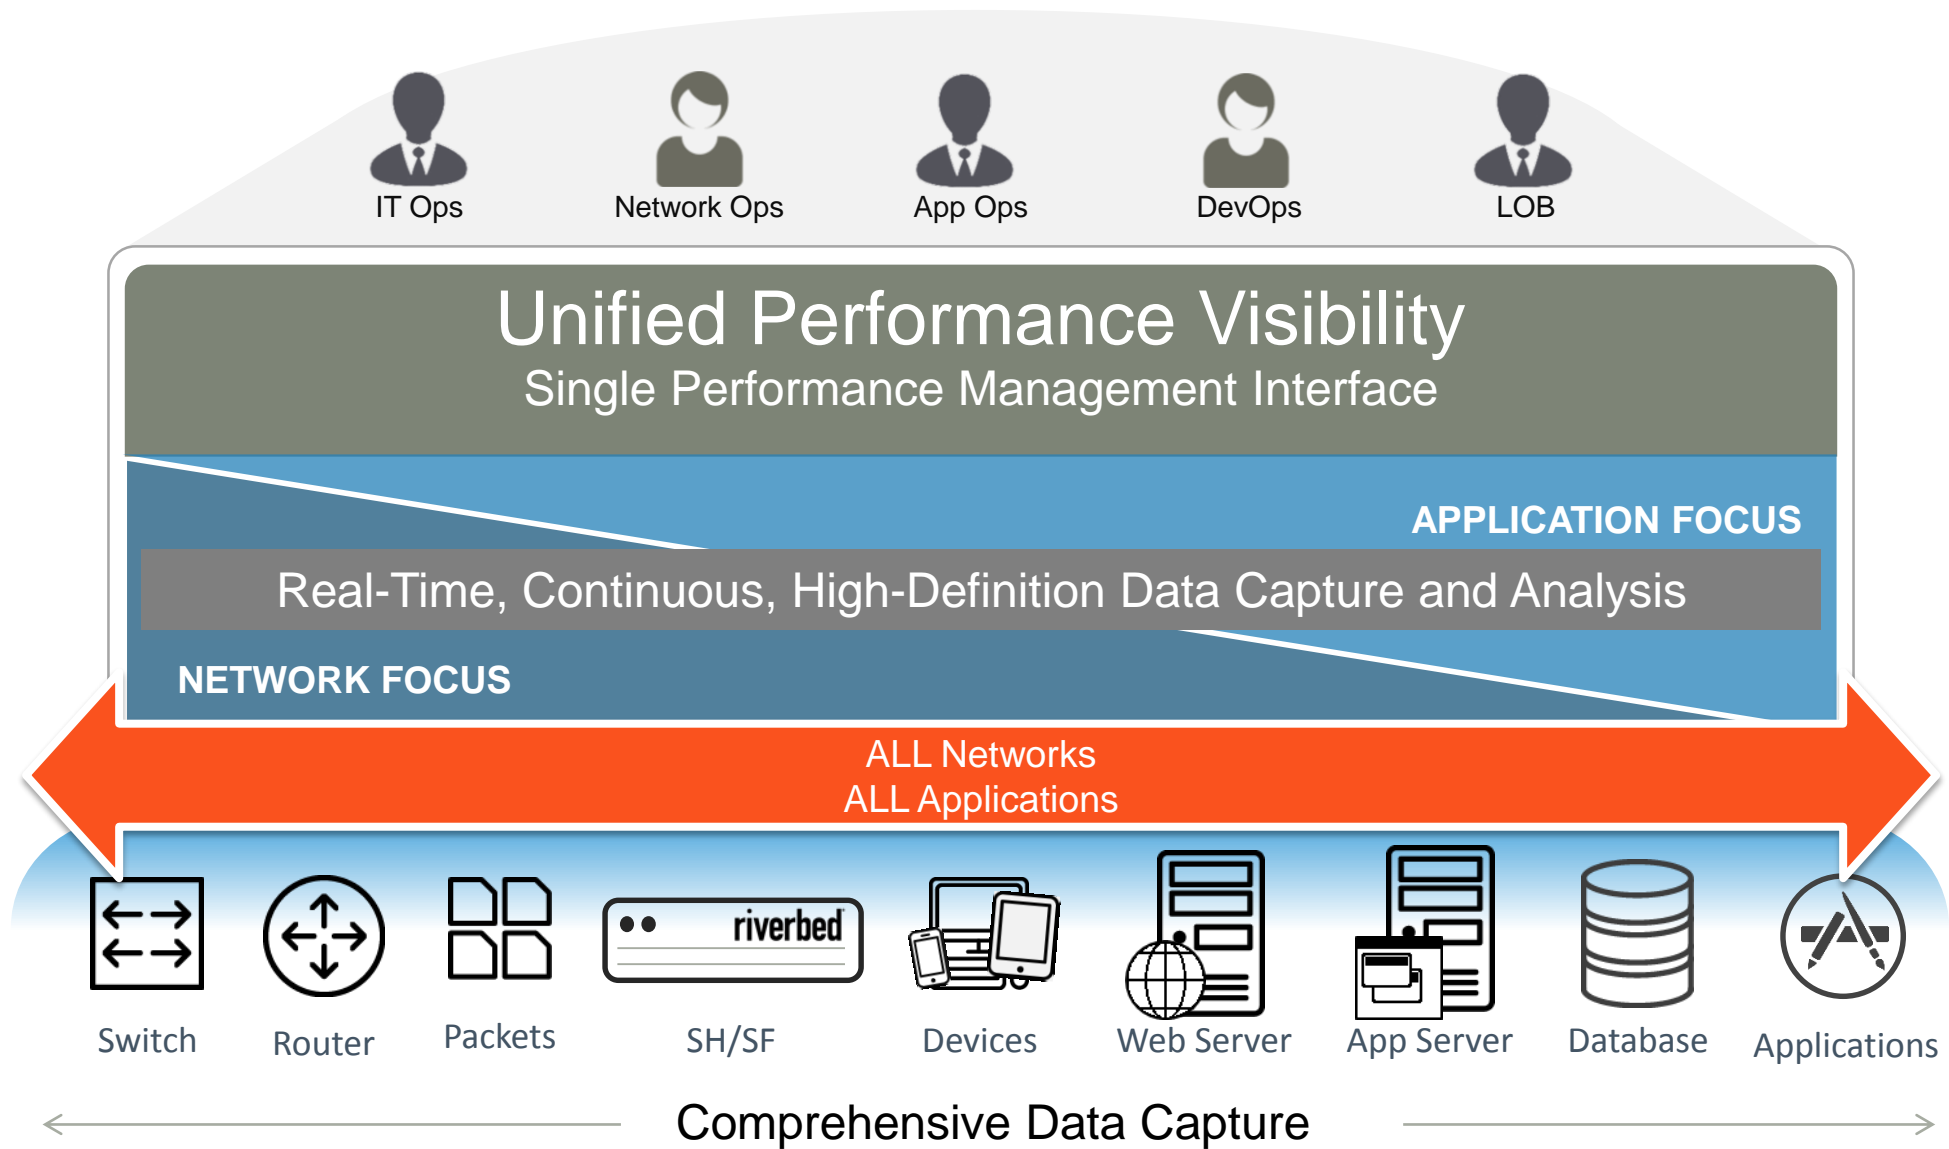 IT Ops
Network Ops
App Ops
DevOps
LOB
Unified Performance Visibility
Single Performance Management Interface
APPLICATION FOCUS
Real-Time, Continuous, High-Definition Data Capture and Analysis
NETWORK FOCUS
ALL Networks
ALL Applications
riverbed
Switch
Router
Packets
SH/SF
Devices
Web Server
App Server
Database
Applications
Comprehensive Data Capture